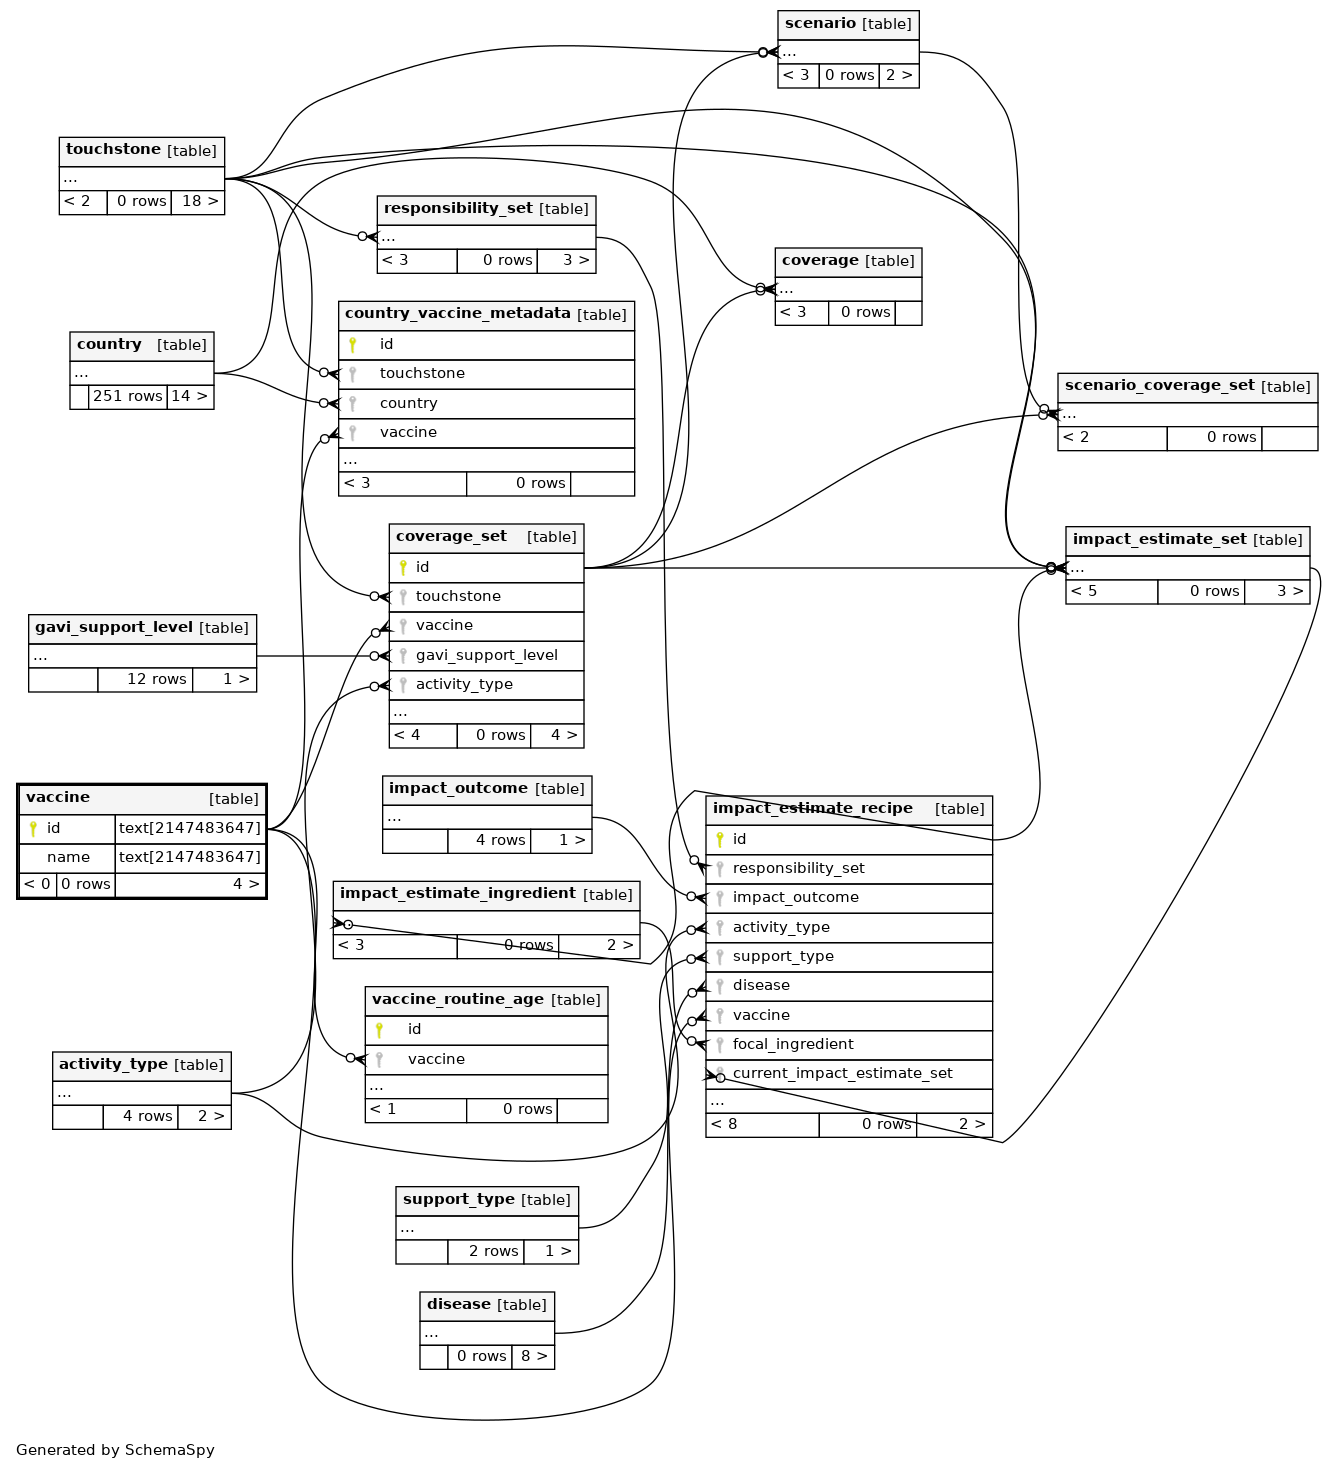 scenario [table]
...
< 3 0 rows 2 >
touchstone [table]
...
< 2 0 rows 18 >
responsibility_set [table]
...
< 3 0 rows 3 >
coverage [table]
...
< 3 0 rows
country_vaccine_metadata [table]
id
touchstone
country
vaccine
...
< 3 0 rows
country [table]
...
251 rows 14 >
scenario_coverage_set [table]
...
< 2 0 rows
coverage_set [table]
id
touchstone
vaccine
gavi_support_level
activity_type
...
< 4 0 rows 4 >
impact_estimate_set [table]
...
< 5 0 rows 3 >
gavi_support_level [table]
...
12 rows 1 >
vaccine [table]
id text[2147483647]
name text[2147483647]
< 0 0 rows 4 >
impact_outcome [table]
...
4 rows 1 >
impact_estimate_recipe [table]
id
responsibility_set
impact_outcome
activity_type
support_type
disease
vaccine
focal_ingredient
current_impact_estimate_set
...
< 8 0 rows 2 >
impact_estimate_ingredient [table]
< 3 0 rows 2 >
vaccine_routine_age [table]
id
vaccine
...
< 1 0 rows
activity_type [table]
...
4 rows 2 >
support_type [table]
...
2 rows 1 >
disease [table]
...
0 rows 8 >
Generated by SchemaSpy